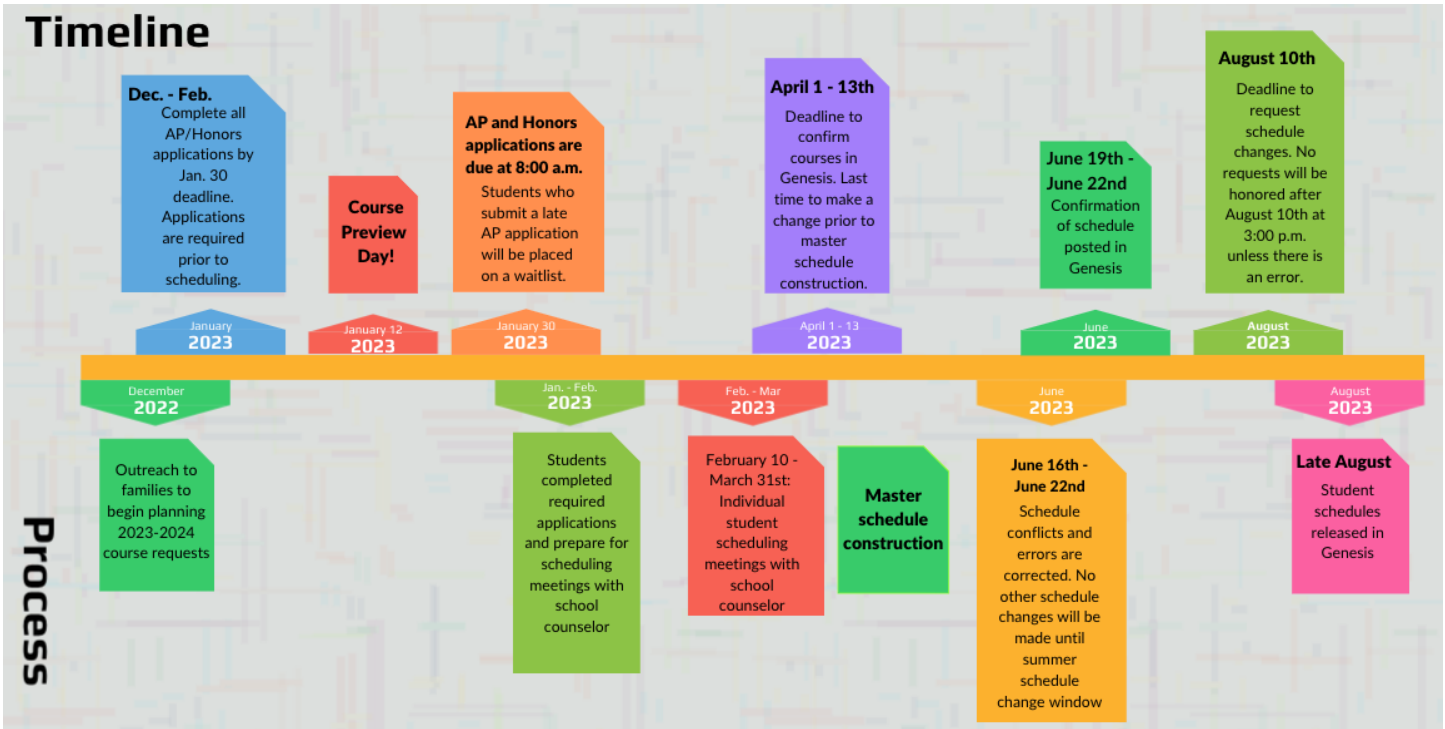 Timeline
Dec. - Feb.
Complete all
AP/Honors
applications by
Jan. 30
deadline.
Applications
are required
prior to
scheduling.
January
2023
Course
Preview
Day!
January 12
2023
AP and Honors
applications are
due at 8:00 a.m.
Students who
submit a late
AP application
will be placed
on a waitlist.
January 30
2023
April 1 - 13th
Deadline to
confirm
courses in
Genesis. Last
time to make a
change prior to
master
schedule
construction.
April 1 - 13
2023
June 19th -
June 22nd
Confirmation
of schedule
posted in
Genesis
June
2023
August 10th
Deadline to
request
schedule
changes. No
requests will be
honored after
August 10th at
3:00 p.m.
unless there is
an error.
August
2023
Process
December
2022
Outreach to
families to
begin planning
2023-2024
course requests
Jan. - Feb.
2023
Students
completed
required
applications
and prepare for
scheduling
meetings with
school
counselor
Feb. - Mar
2023
February 10 -
March 31st:
Individual
student
scheduling
meetings with
school
counselor
Master
schedule
construction
June
2023
June 16th -
June 22nd
Schedule
conflicts and
errors are
corrected. No
other schedule
changes will be
made until
summer
schedule
change window
August
2023
Late August
Student
schedules
released in
Genesis